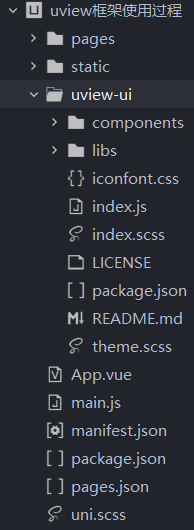 uview框架使用过程
pages
static
uview-ui
components
libs
iconfont.css
index.js
index.scss
LICENSE
package.json
README.md
theme.scss
App.vue
main.js
manifest.json
package.json
pages.json
uni.scss